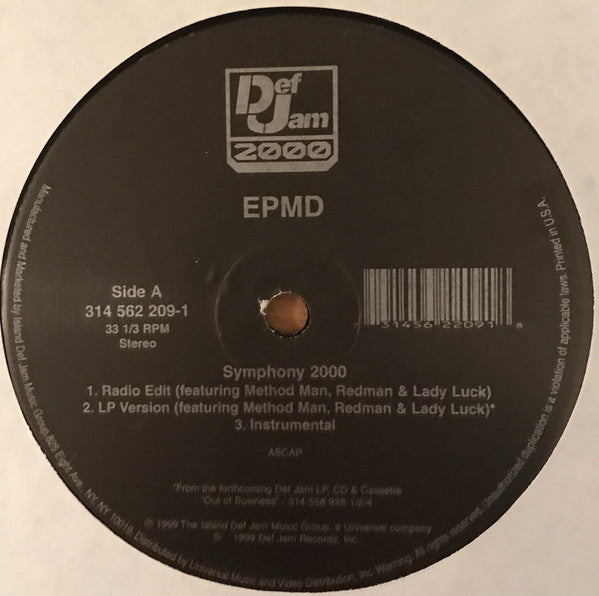 Def
Jam
2000
EPMD
Side A
314 562 209-1
33 1/3 RPM
Stereo
7 31456 22091 8
Symphony 2000
1. Radio Edit (featuring Method Man, Redman & Lady Luck)
2. LP Version (featuring Method Man, Redman & Lady Luck)*
3. Instrumental
ASCAP
*From the forthcoming Def Jam LP, CD & Cassette
"Out of Business" - 314 558 928-1/2/4
℗ 1999 The Island Def Jam Music Group, a Universal company
© 1999 Def Jam Records, Inc.
Manufactured and Marketed by Island Def Jam Music Group, 825 Eight Ave., NY, NY 10019. Distributed by Universal Music and Video Distribution, Inc. Warning: All rights reserved. Unauthorized duplication is a violation of applicable laws. Printed in U.S.A.